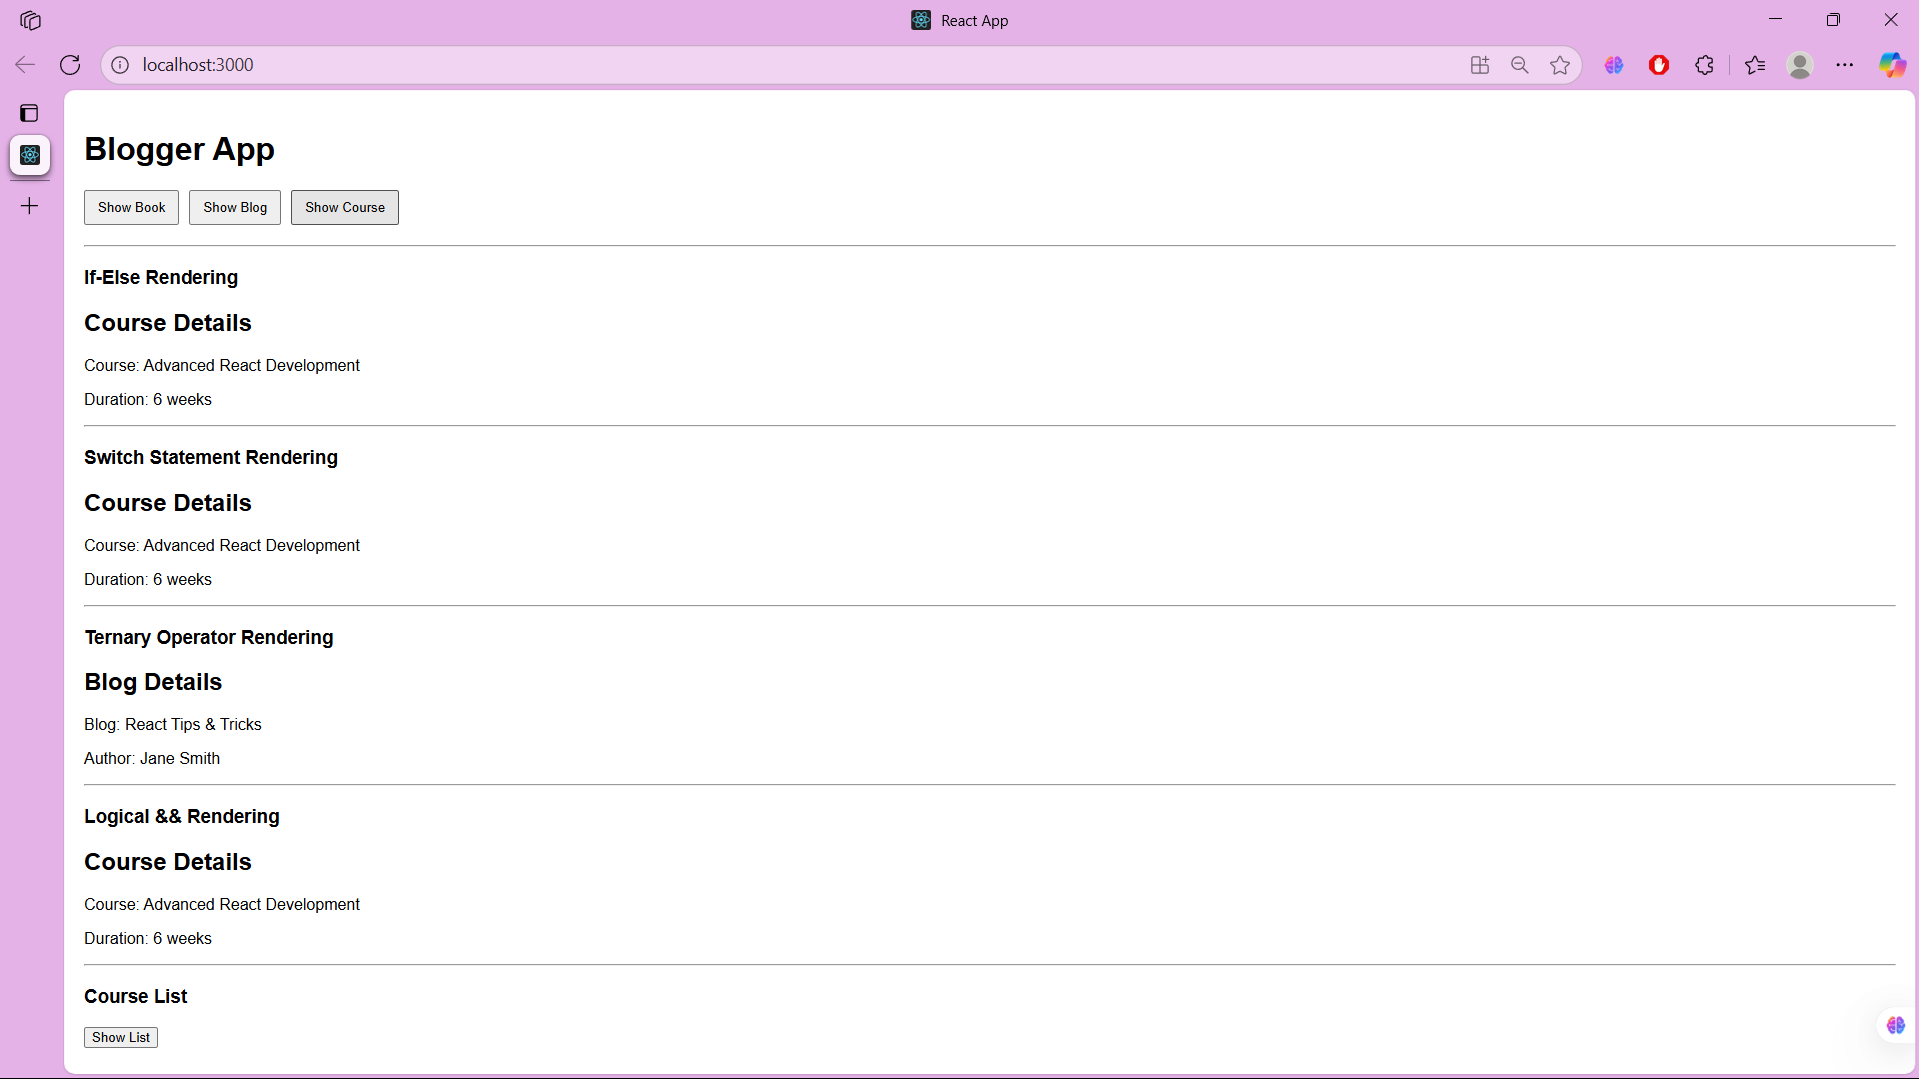 React App
localhost:3000
Blogger App
Show Book Show Blog Show Course
If-Else Rendering
Course Details
Course: Advanced React Development
Duration: 6 weeks
Switch Statement Rendering
Course Details
Course: Advanced React Development
Duration: 6 weeks
Ternary Operator Rendering
Blog Details
Blog: React Tips & Tricks
Author: Jane Smith
Logical && Rendering
Course Details
Course: Advanced React Development
Duration: 6 weeks
Course List
Show List